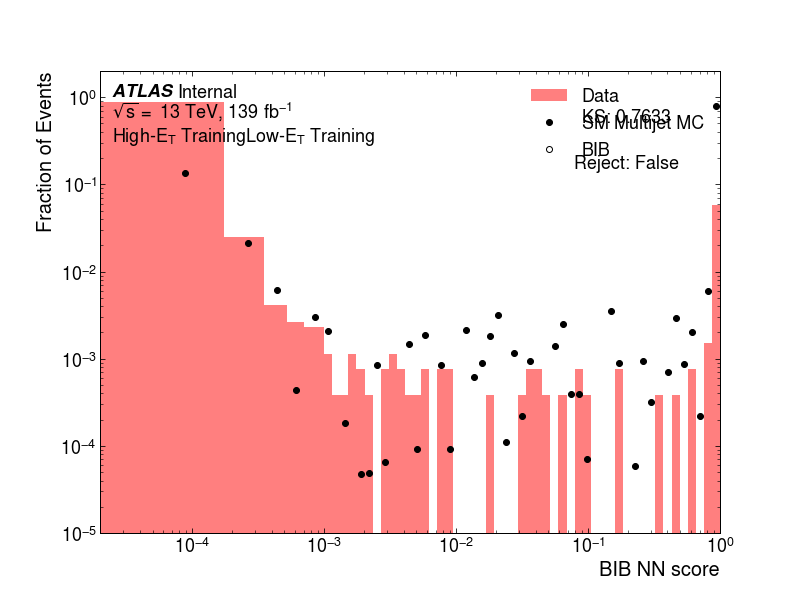 ATLAS Internal
√s = 13 TeV, 139 fb⁻¹
High-E_T TrainingLow-E_T Training
Data
KS: 0.7633
SM Multijet MC
BIB
Reject: False
Fraction of Events
10⁰
10⁻¹
10⁻²
10⁻³
10⁻⁴
10⁻⁵
10⁻⁴ 10⁻³ 10⁻² 10⁻¹ 10⁰
BIB NN score